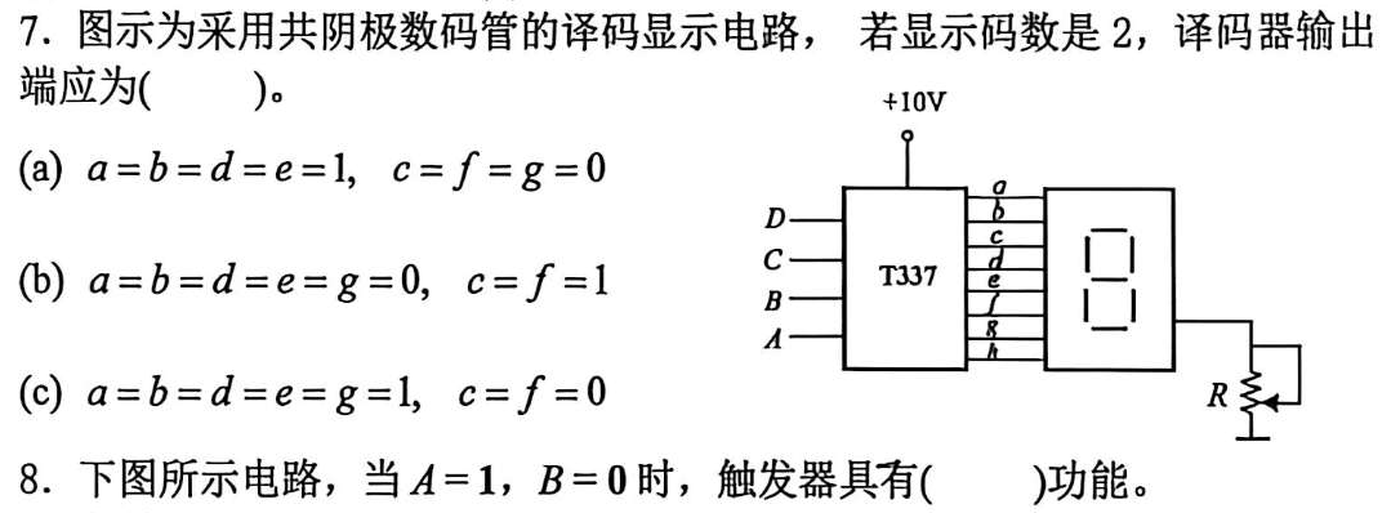 7. 图示为采用共阴极数码管的译码显示电路, 若显示码数是 2, 译码器输出
端应为( )。
+10V
(a) a=b=d=e=1, c=f=g=0
(b) a=b=d=e=g=0, c=f=1
(c) a=b=d=e=g=1, c=f=0
D
C
B
A
T337
a
b
c
d
e
f
g
h
R
8. 下图所示电路, 当 A=1, B=0 时, 触发器具有( )功能。